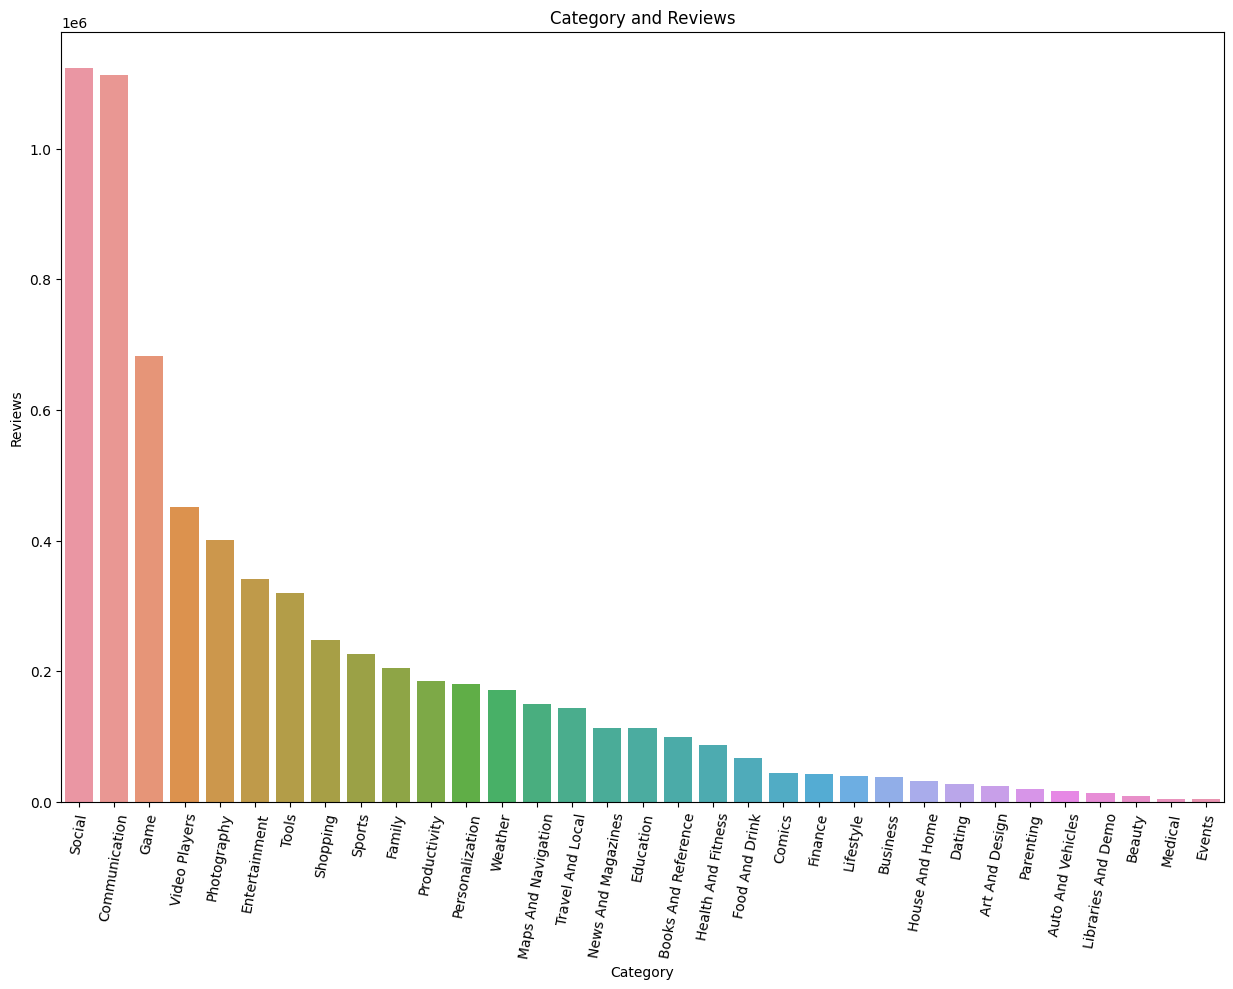 Category and Reviews
1e6
1.0
0.8
0.6
0.4
0.2
0.0
Reviews
Social
Communication
Game
Video Players
Photography
Entertainment
Tools
Shopping
Sports
Family
Productivity
Personalization
Weather
Maps And Navigation
Travel And Local
News And Magazines
Education
Books And Reference
Health And Fitness
Food And Drink
Comics
Finance
Lifestyle
Business
House And Home
Dating
Art And Design
Parenting
Auto And Vehicles
Libraries And Demo
Beauty
Medical
Events
Category